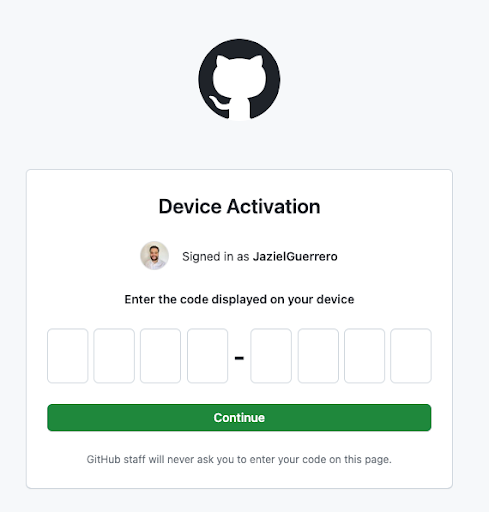 Device Activation
Signed in as JazielGuerrero
Enter the code displayed on your device
-
Continue
GitHub staff will never ask you to enter your code on this page.